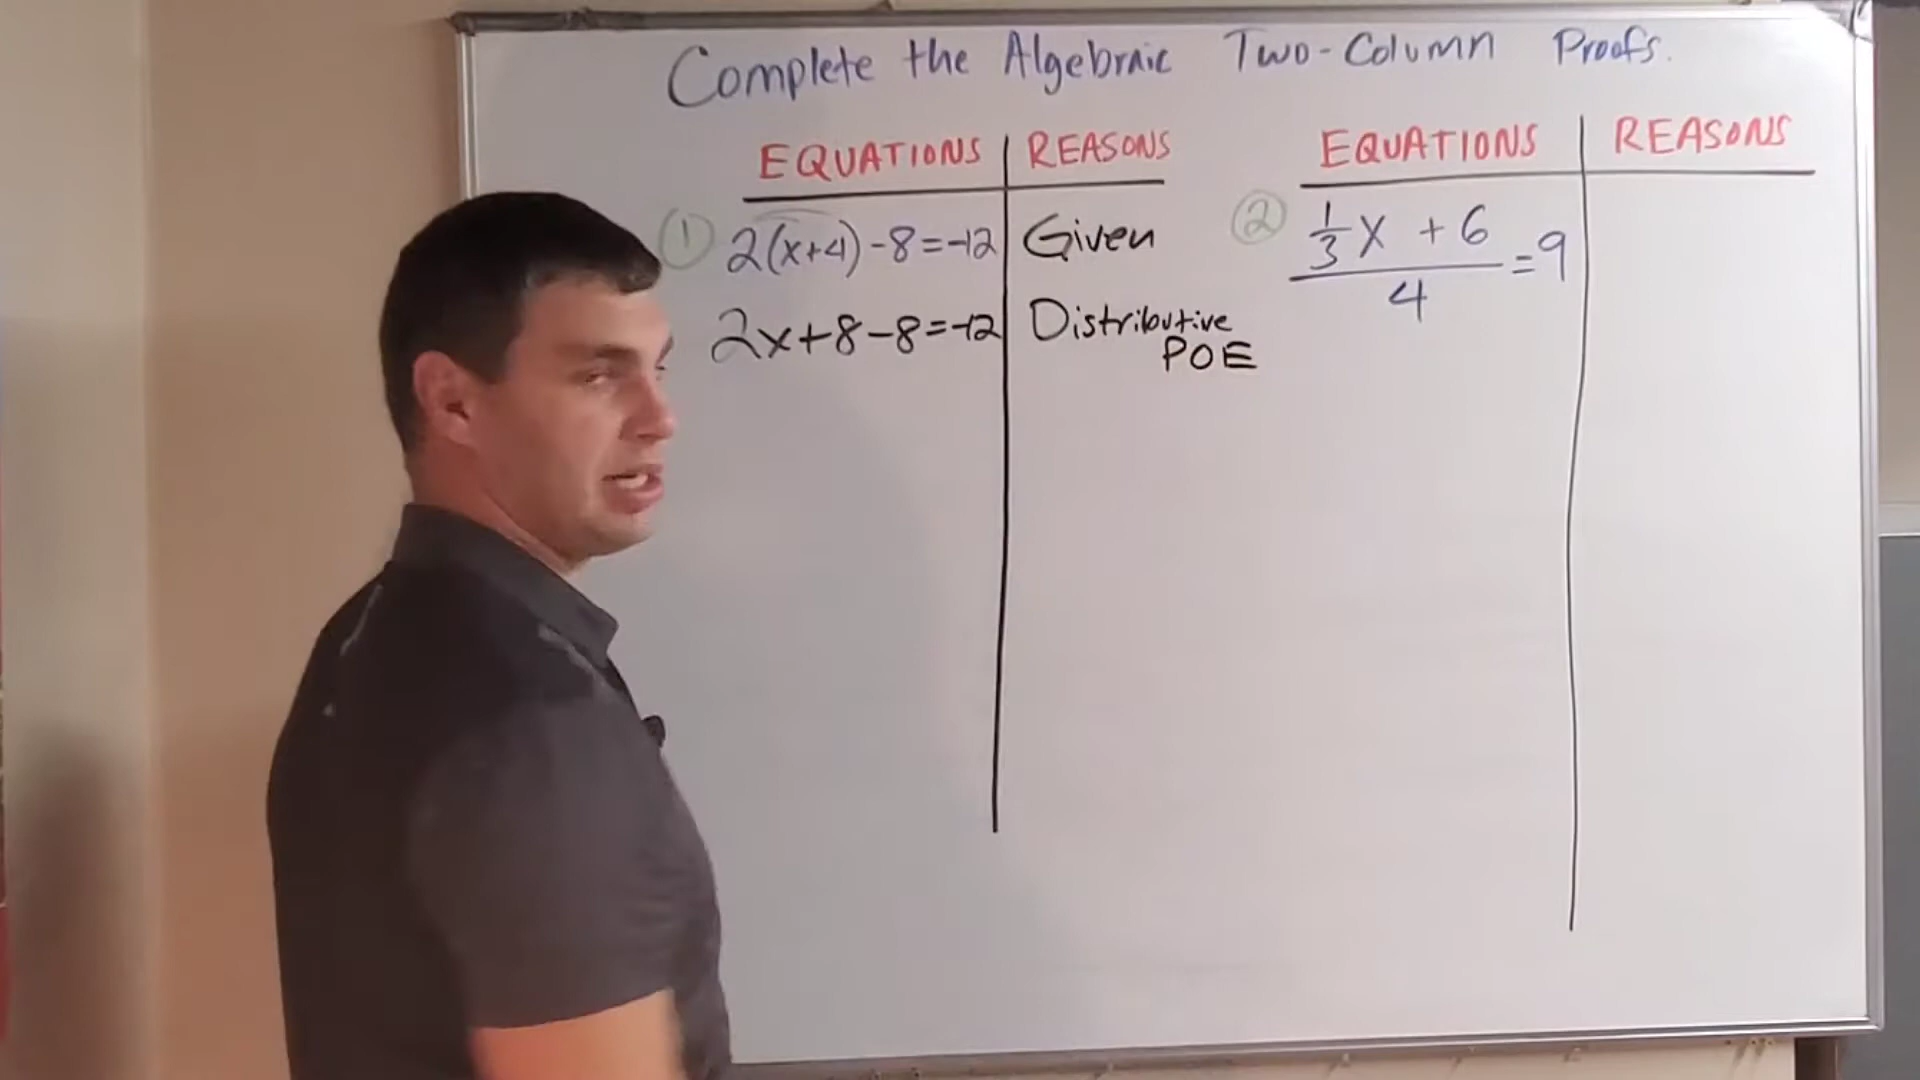 Complete the Algebraic Two-Column Proofs.
EQUATIONS REASONS
① 2(x+4)-8=-12 Given
2x+8-8=-12 Distributive
POE
EQUATIONS REASONS
② 1/3 x + 6
4
=9